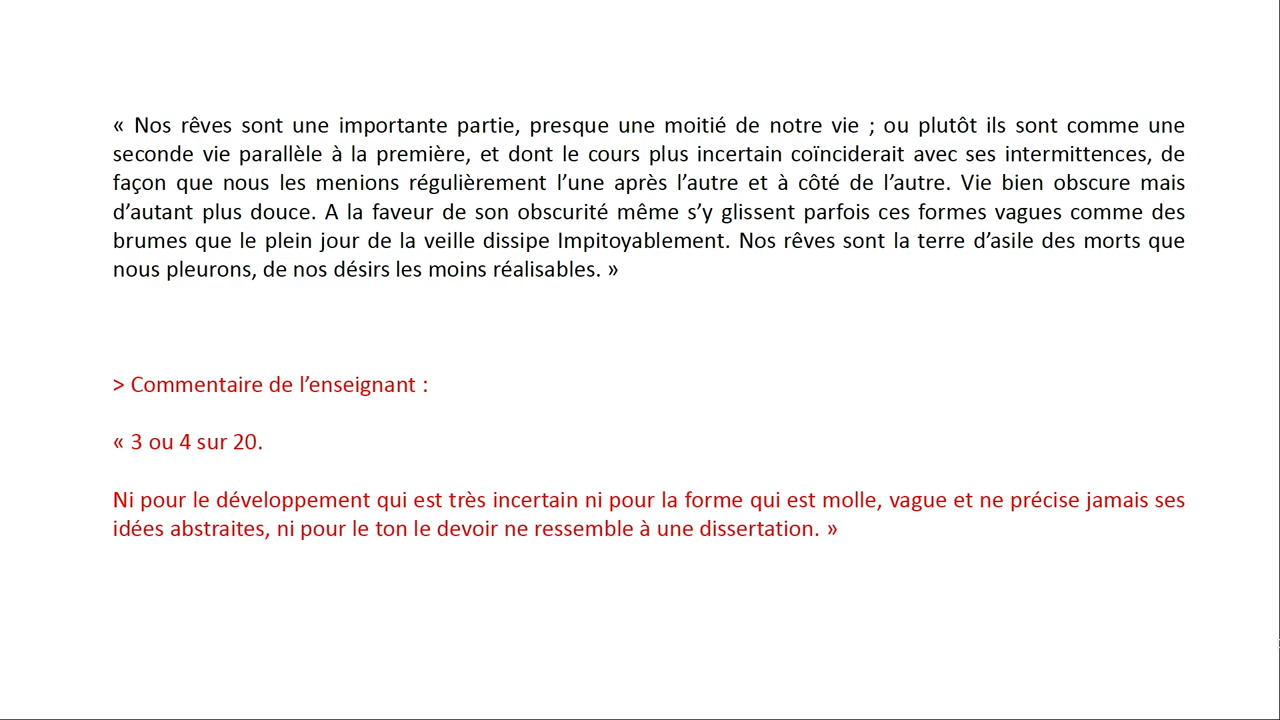 « Nos rêves sont une importante partie, presque une moitié de notre vie ; ou plutôt ils sont comme une
seconde vie parallèle à la première, et dont le cours plus incertain coïnciderait avec ses intermittences, de
façon que nous les menions régulièrement l’une après l’autre et à côté de l’autre. Vie bien obscure mais
d’autant plus douce. A la faveur de son obscurité même s’y glissent parfois ces formes vagues comme des
brumes que le plein jour de la veille dissipe Impitoyablement. Nos rêves sont la terre d’asile des morts que
nous pleurons, de nos désirs les moins réalisables. »
> Commentaire de l’enseignant :
« 3 ou 4 sur 20.
Ni pour le développement qui est très incertain ni pour la forme qui est molle, vague et ne précise jamais ses
idées abstraites, ni pour le ton le devoir ne ressemble à une dissertation. »